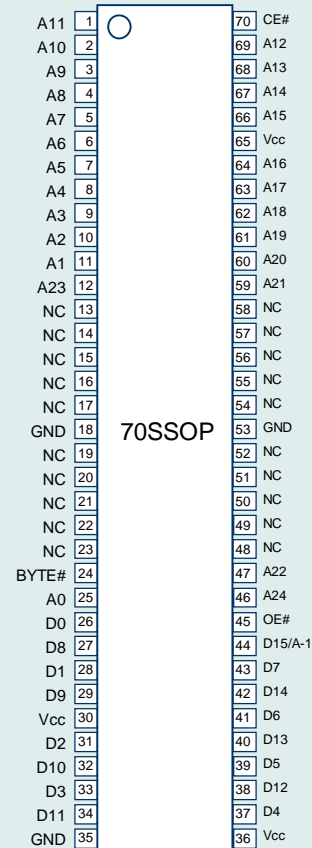 A11 1 70 CE#
A10 2 69 A12
A9 3 68 A13
A8 4 67 A14
A7 5 66 A15
A6 6 65 Vcc
A5 7 64 A16
A4 8 63 A17
A3 9 62 A18
A2 10 61 A19
A1 11 60 A20
A23 12 59 A21
NC 13 58 NC
NC 14 57 NC
NC 15 56 NC
NC 16 55 NC
NC 17 54 NC
GND 18 70SSOP 53 GND
NC 19 52 NC
NC 20 51 NC
NC 21 50 NC
NC 22 49 NC
NC 23 48 NC
BYTE# 24 47 A22
A0 25 46 A24
D0 26 45 OE#
D8 27 44 D15/A-1
D1 28 43 D7
D9 29 42 D14
Vcc 30 41 D6
D2 31 40 D13
D10 32 39 D5
D3 33 38 D12
D11 34 37 D4
GND 35 36 Vcc